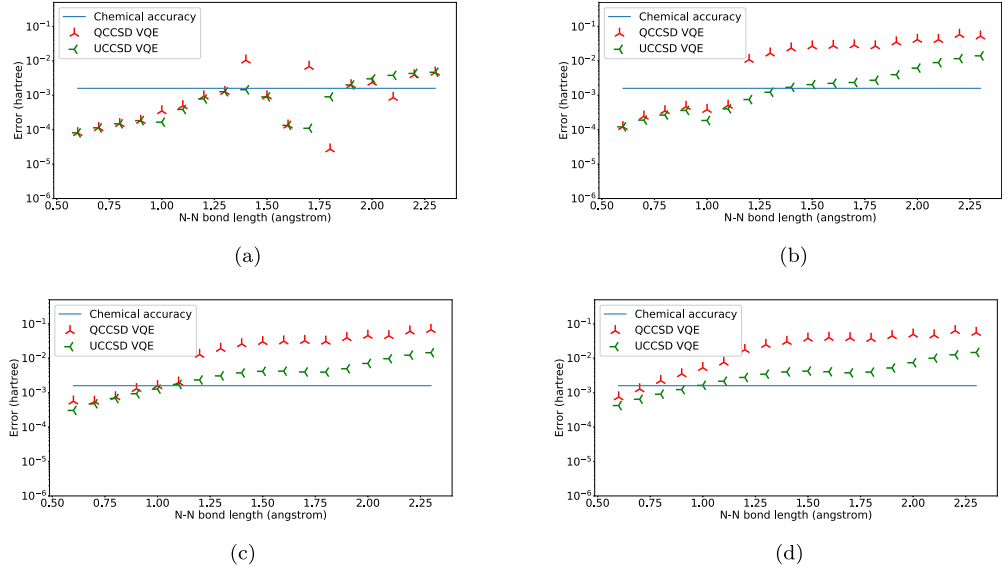 10⁻¹
10⁻²
10⁻³
10⁻⁴
10⁻⁵
10⁻⁶
Error (hartree)
Chemical accuracy
QCCSD VQE
UCCSD VQE
0.50 0.75 1.00 1.25 1.50 1.75 2.00 2.25
N-N bond length (angstrom)
(a)
10⁻¹
10⁻²
10⁻³
10⁻⁴
10⁻⁵
10⁻⁶
Error (hartree)
Chemical accuracy
QCCSD VQE
UCCSD VQE
0.50 0.75 1.00 1.25 1.50 1.75 2.00 2.25
N-N bond length (angstrom)
(b)
10⁻¹
10⁻²
10⁻³
10⁻⁴
10⁻⁵
10⁻⁶
Error (hartree)
Chemical accuracy
QCCSD VQE
UCCSD VQE
0.50 0.75 1.00 1.25 1.50 1.75 2.00 2.25
N-N bond length (angstrom)
(c)
10⁻¹
10⁻²
10⁻³
10⁻⁴
10⁻⁵
10⁻⁶
Error (hartree)
Chemical accuracy
QCCSD VQE
UCCSD VQE
0.50 0.75 1.00 1.25 1.50 1.75 2.00 2.25
N-N bond length (angstrom)
(d)